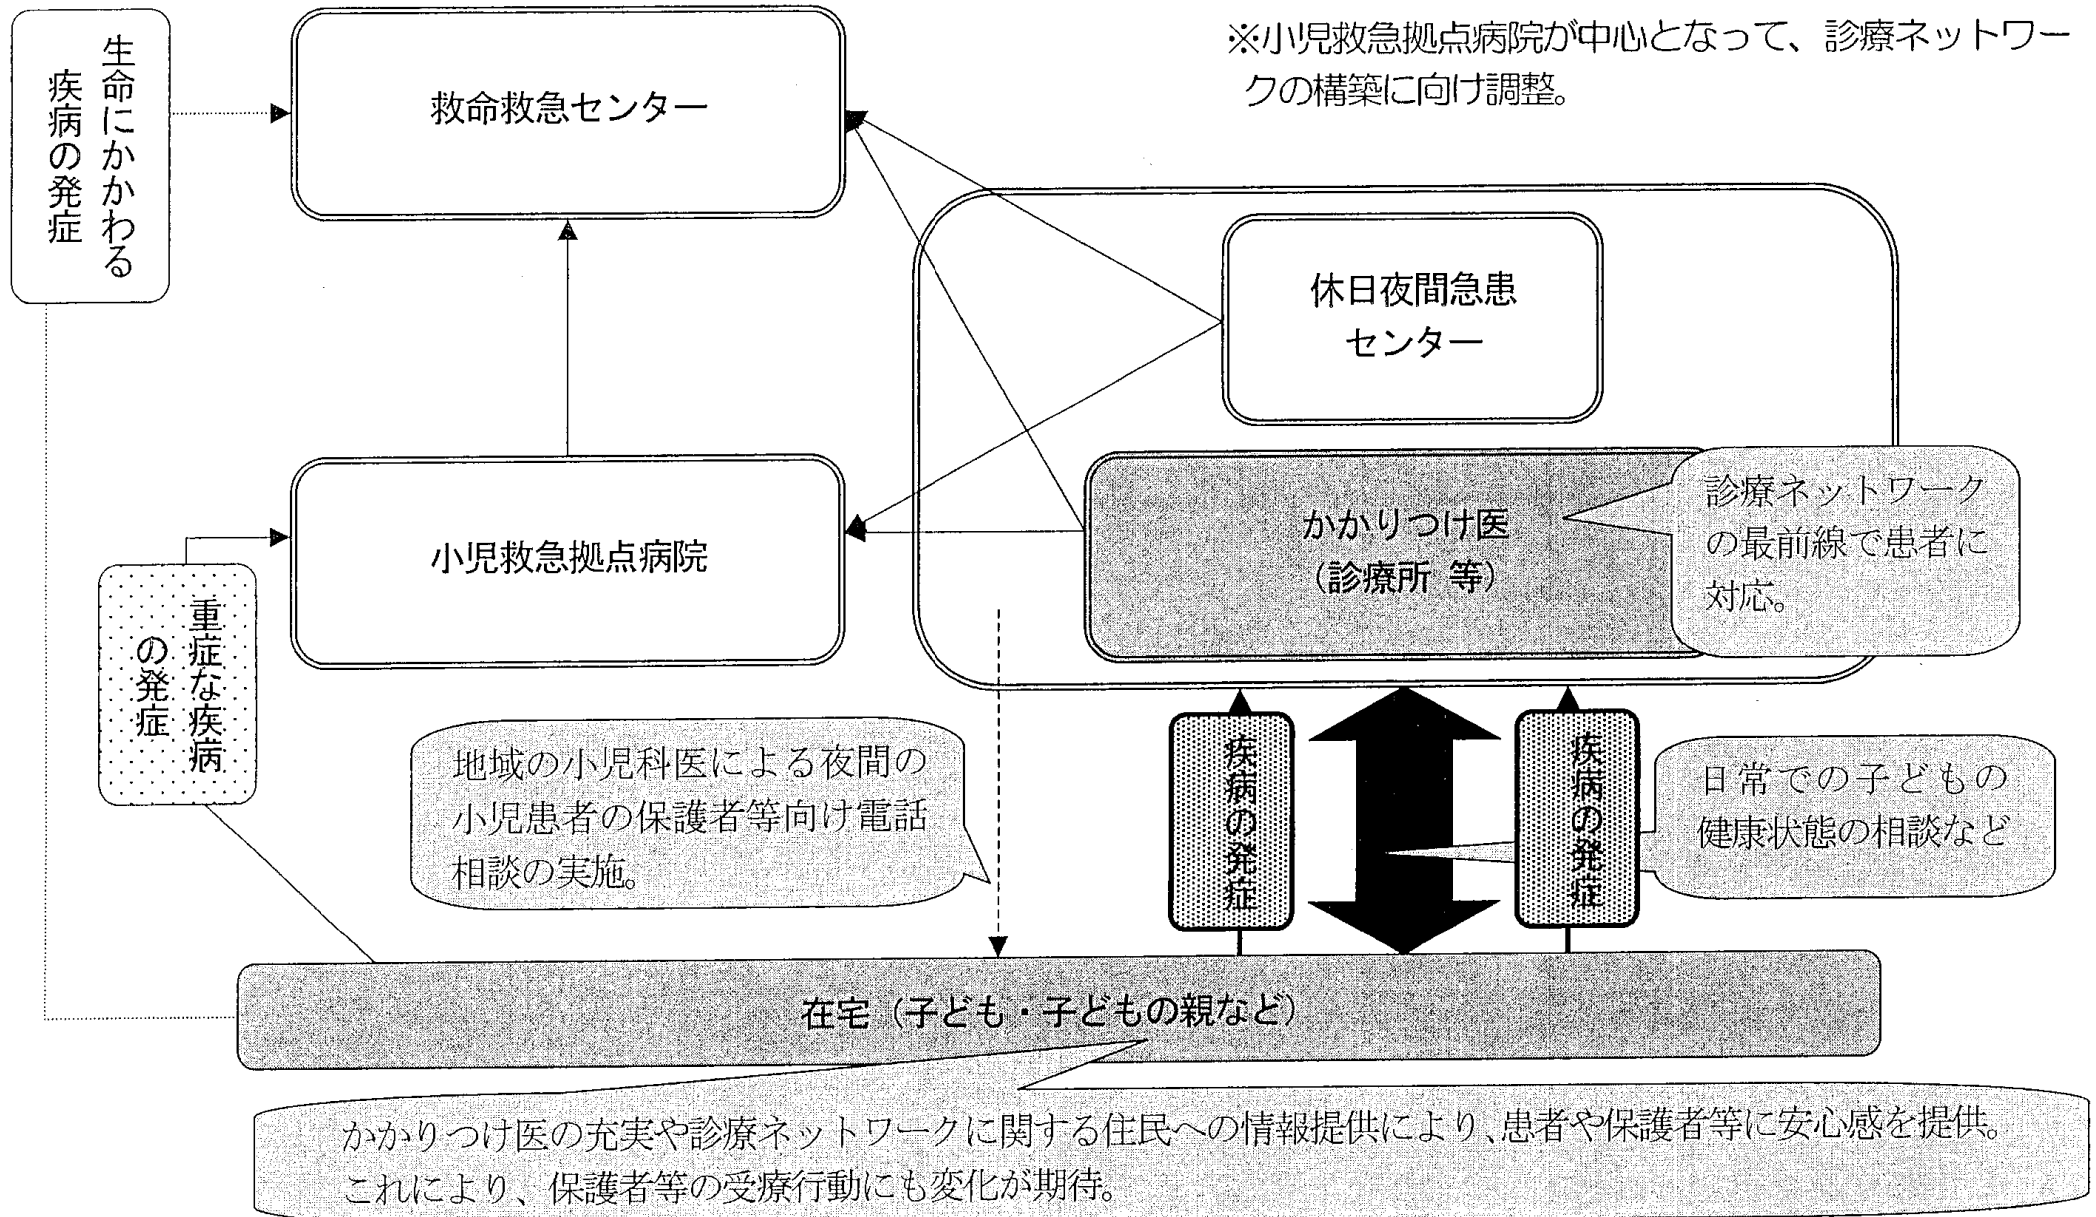 ※小児救急拠点病院が中心となって、診療ネットワー
クの構築に向け調整。
生命にかかわる
疾病の発症
救命救急センター
休日夜間急患
センター
小児救急拠点病院
かかりつけ医
（診療所 等）
診療ネットワーク
の最前線で患者に
対応。
重症な疾病
の発症
地域の小児科医による夜間の
小児患者の保護者等向け電話
相談の実施。
疾病の発症
疾病の発症
日常での子どもの
健康状態の相談など
在宅（子ども・子どもの親など）
かかりつけ医の充実や診療ネットワークに関する住民への情報提供により、患者や保護者等に安心感を提供。
これにより、保護者等の受療行動にも変化が期待。